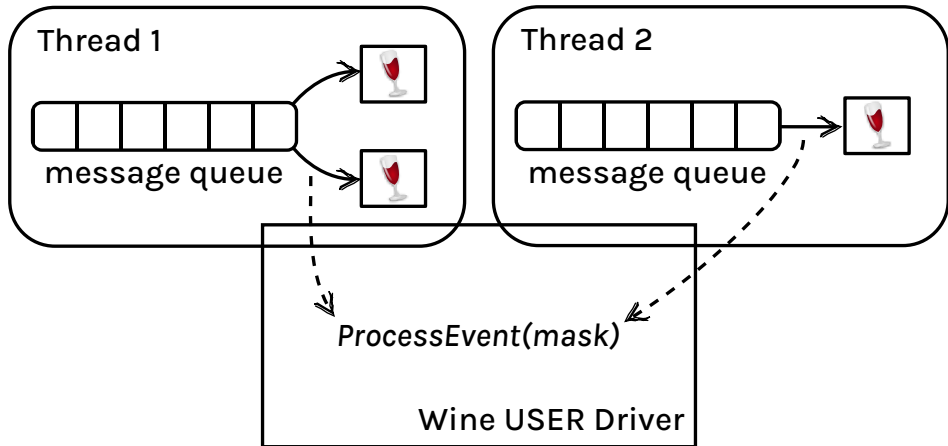 Thread 1
message queue
Thread 2
message queue
ProcessEvent(mask)
Wine USER Driver